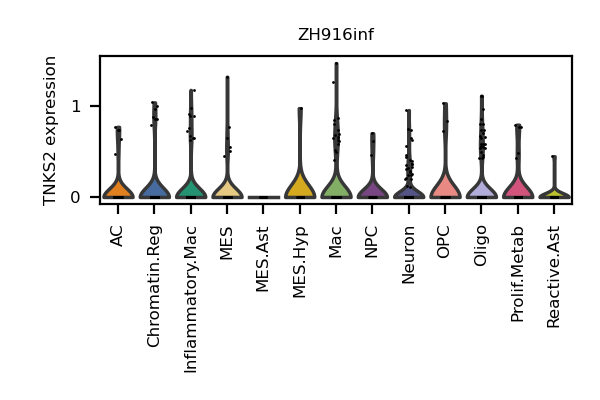 ZH916inf
TNKS2 expression
1
0
AC
Chromatin.Reg
Inflammatory.Mac
MES
MES.Ast
MES.Hyp
Mac
NPC
Neuron
OPC
Oligo
Prolif.Metab
Reactive.Ast